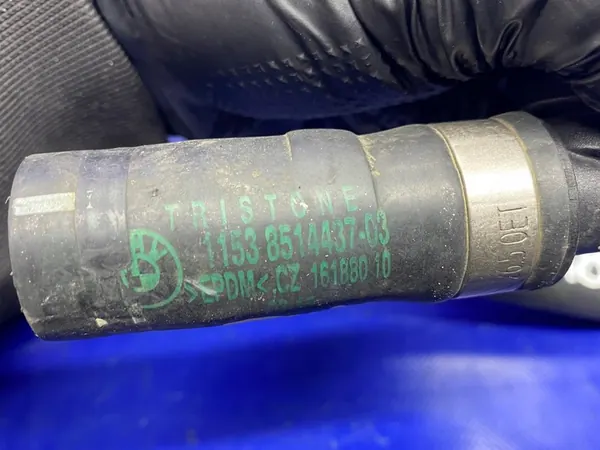 TRISTONE
1153 8514437-03
>EPDM< CZ 161880 10